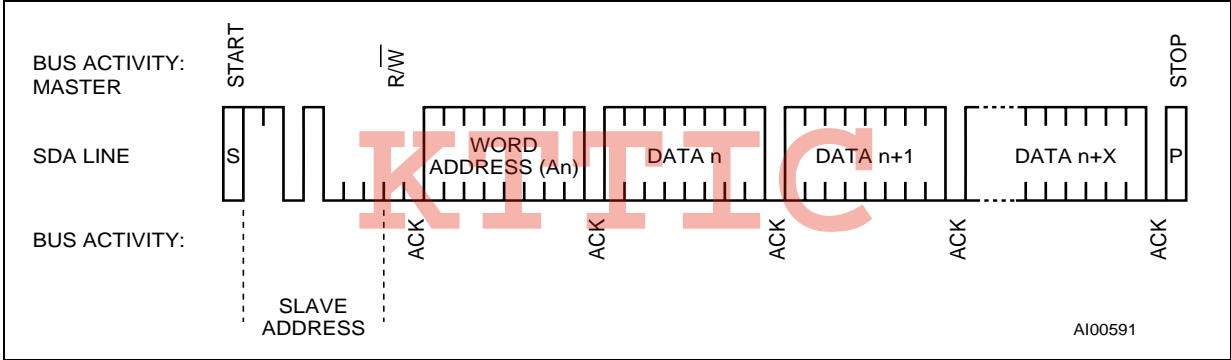 START
R/W
STOP
BUS ACTIVITY:
MASTER
SDA LINE
S
WORD
ADDRESS (An)
DATA n
DATA n+1
DATA n+X
P
KTTIC
BUS ACTIVITY:
ACK
ACK
ACK
ACK
ACK
SLAVE
ADDRESS
AI00591